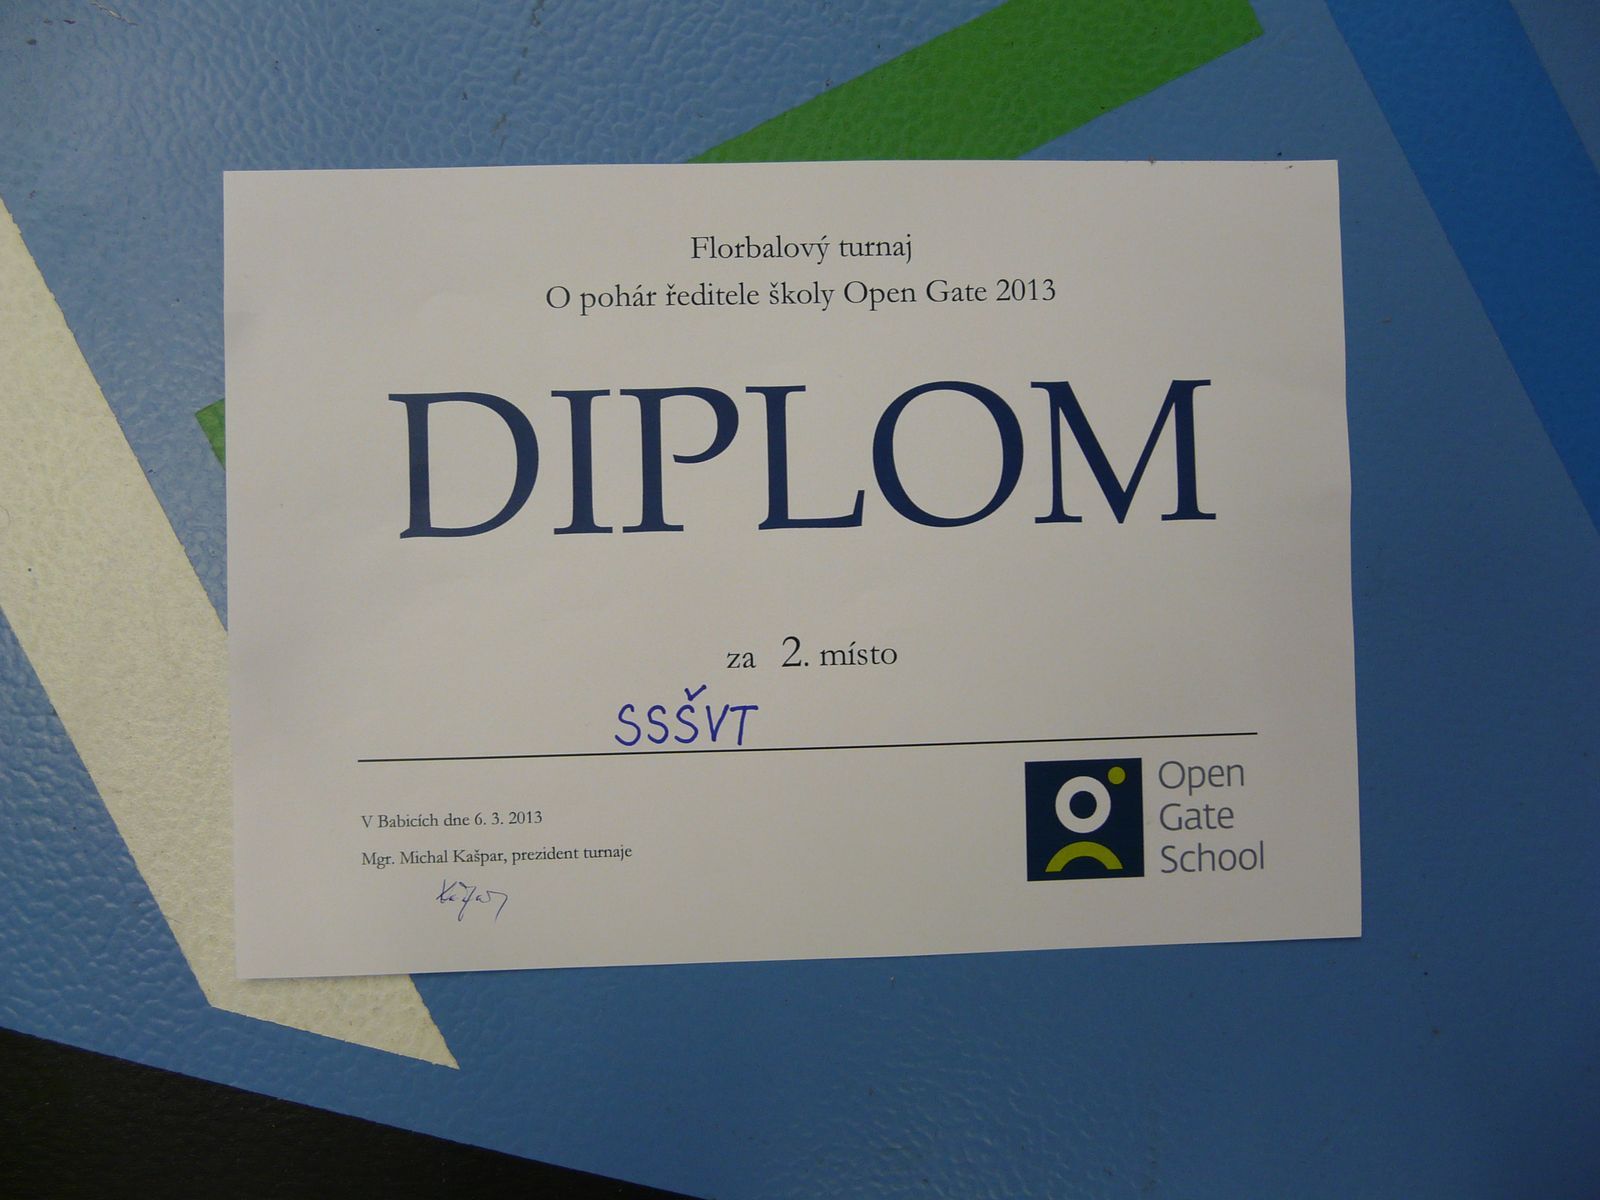 Florbalový turnaj
O pohár ředitele školy Open Gate 2013
DIPLOM
za 2. místo
SSŠVT
V Babicích dne 6. 3. 2013
Mgr. Michal Kašpar, prezident turnaje
Open
Gate
School